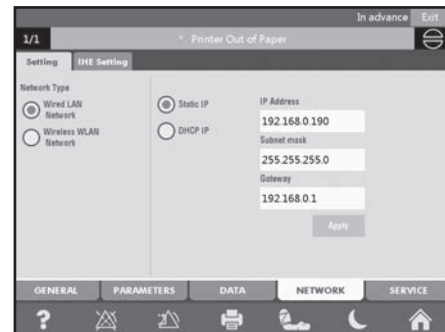 In advance Exit
1/1 * Printer Out of Paper
Setting IHE Setting
Network Type
Wired LAN Network
Wireless WLAN Network
Static IP
DHCP IP
IP Address
192.168.0.190
Subnet mask
255.255.255.0
Gateway
192.168.0.1
Apply
GENERAL PARAMETERS DATA NETWORK SERVICE
?